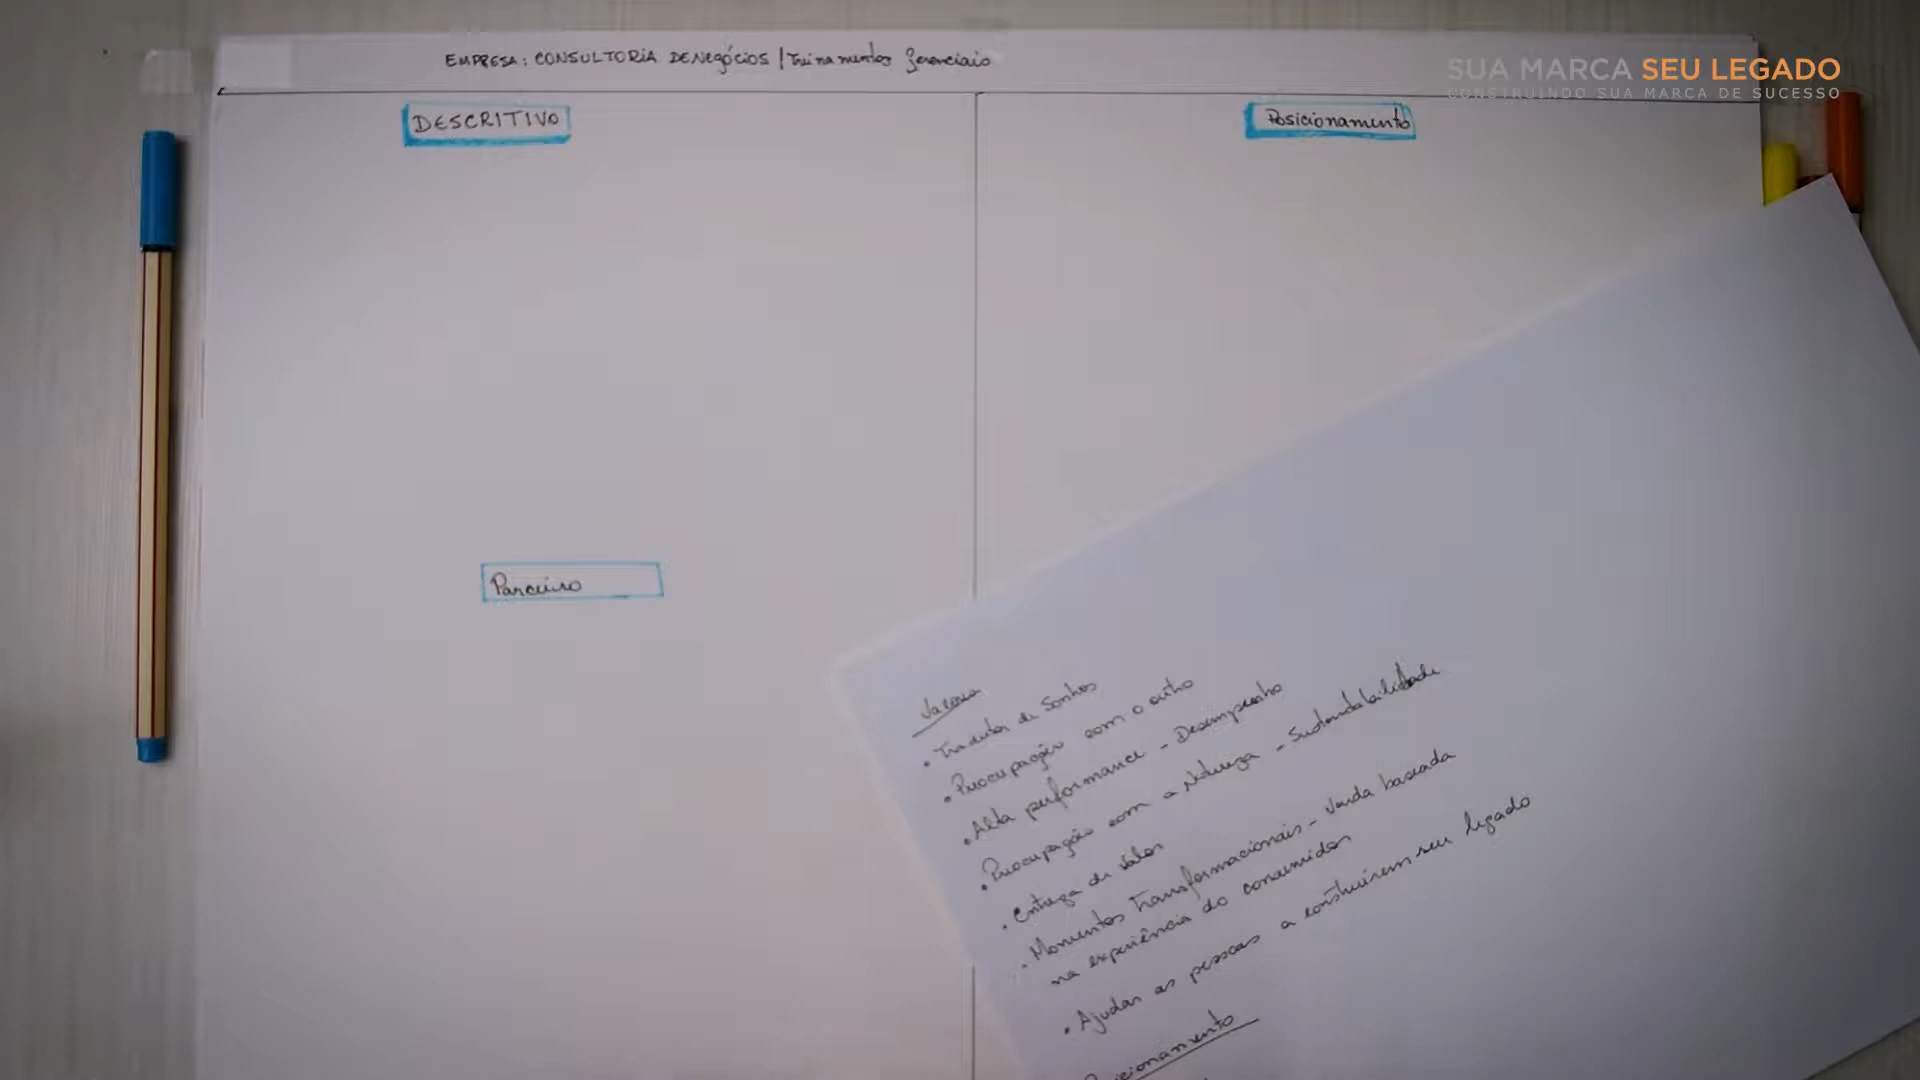 EMPRESA: CONSULTORIA DE NEGÓCIOS / Treinamentos Gerenciais
SUA MARCA SEU LEGADO
CONSTRUINDO SUA MARCA DE SUCESSO
DESCRITIVO
Posicionamento
Parceiro
• Tradutor de Sonhos
• Preocupação com o outro
• Alta performance - Desempenho
• Preocupação com a Natureza - Sustentabilidade
• Entrega de Valor
• Momentos Transformacionais - Venda baseada
na experiência do consumidor
• Ajudar as pessoas a construirem seu legado